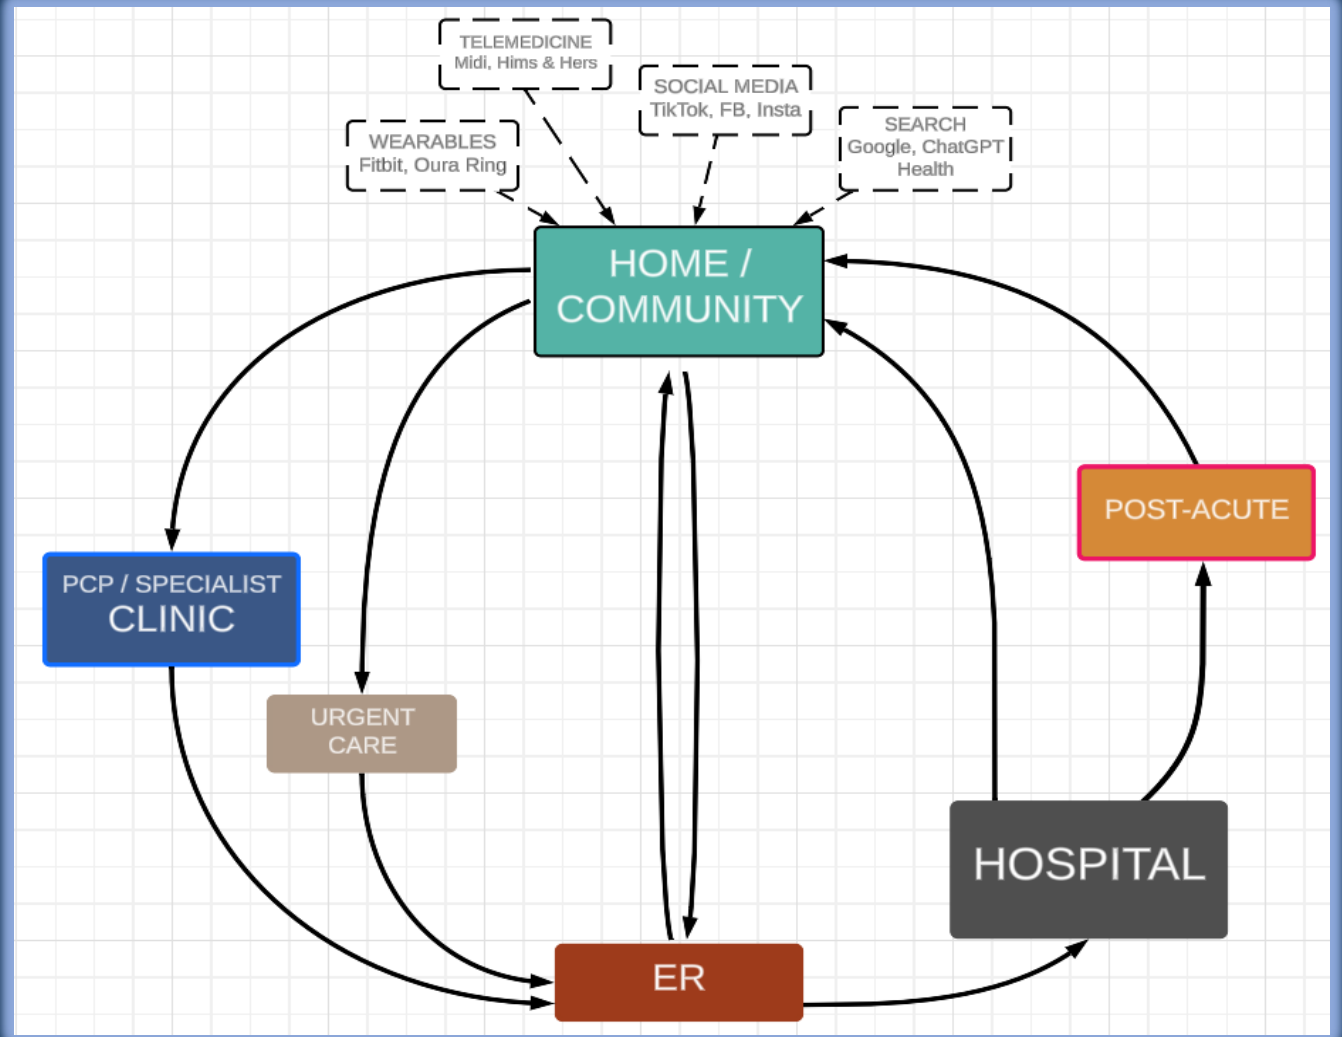 TELEMEDICINE
Midi, Hims & Hers
SOCIAL MEDIA
TikTok, FB, Insta
SEARCH
Google, ChatGPT
Health
WEARABLES
Fitbit, Oura Ring
HOME /
COMMUNITY
POST-ACUTE
PCP / SPECIALIST
CLINIC
URGENT
CARE
HOSPITAL
ER